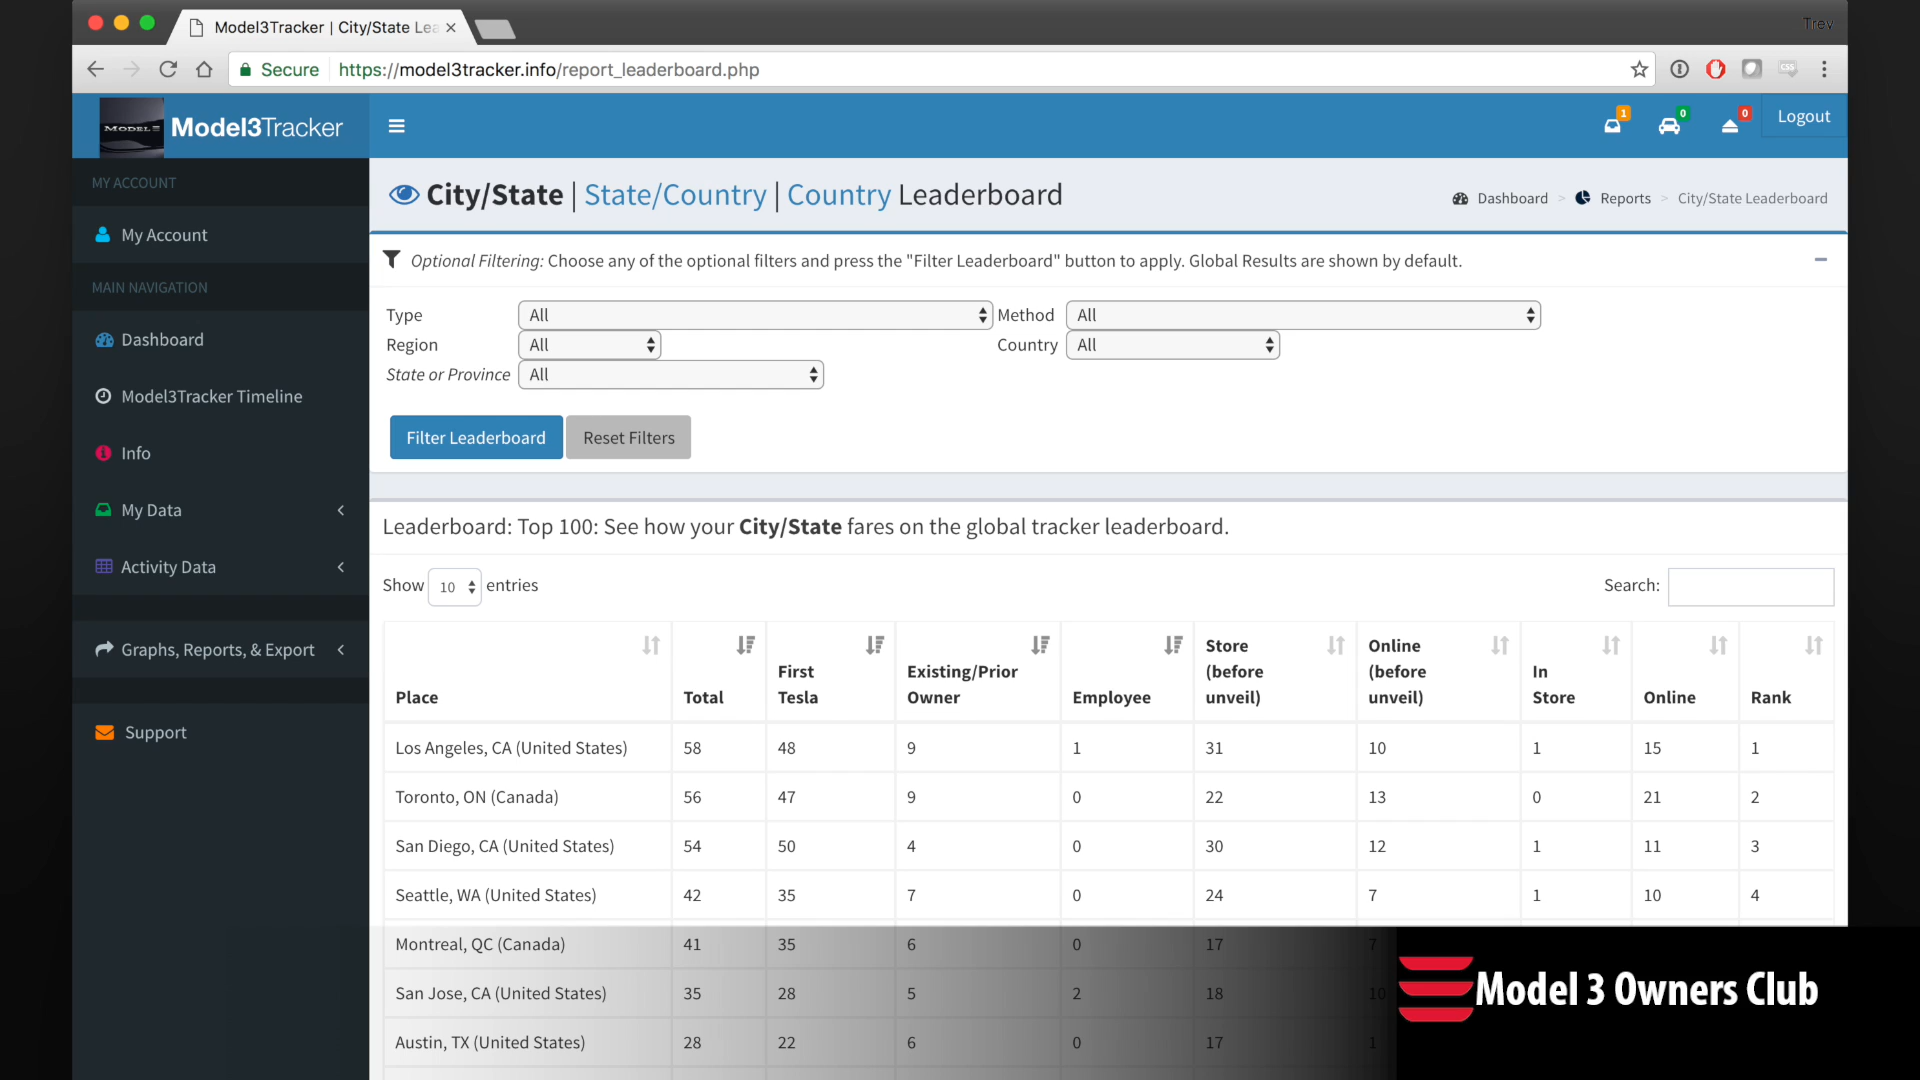 Model3Tracker | City/State Lea
Trev
Secure https://model3tracker.info/report_leaderboard.php
CSS
MODEL Ξ Model3Tracker
1 0 0 Logout
MY ACCOUNT
My Account
MAIN NAVIGATION
Dashboard
Model3Tracker Timeline
Info
My Data
Activity Data
Graphs, Reports, & Export
Support
City/State | State/Country | Country Leaderboard
Dashboard > Reports > City/State Leaderboard
Optional Filtering: Choose any of the optional filters and press the "Filter Leaderboard" button to apply. Global Results are shown by default.
Type All Method All
Region All Country All
State or Province All
Filter Leaderboard Reset Filters
Leaderboard: Top 100: See how your City/State fares on the global tracker leaderboard.
Show 10 entries Search:
Place Total First Tesla Existing/Prior Owner Employee Store (before unveil) Online (before unveil) In Store Online Rank
Los Angeles, CA (United States) 58 48 9 1 31 10 1 15 1
Toronto, ON (Canada) 56 47 9 0 22 13 0 21 2
San Diego, CA (United States) 54 50 4 0 30 12 1 11 3
Seattle, WA (United States) 42 35 7 0 24 7 1 10 4
Montreal, QC (Canada) 41 35 6 0 17 7
San Jose, CA (United States) 35 28 5 2 18 10
Austin, TX (United States) 28 22 6 0 17 1
Model 3 Owners Club